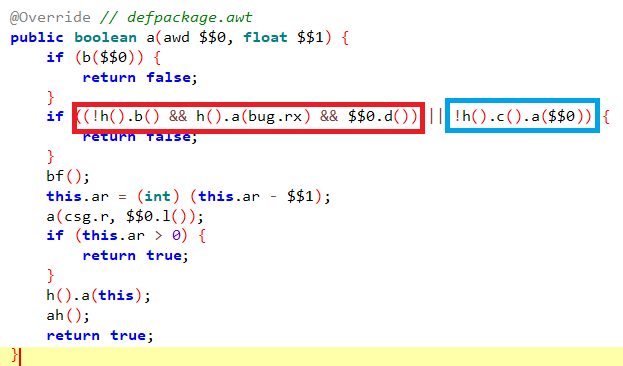 @Override // defpackage.awt
public boolean a(awd $$0, float $$1) {
if (b($$0)) {
return false;
}
if ((!h().b() && h().a(bug.rx) && $$0.d()) || !h().c().a($$0)) {
return false;
}
bf();
this.ar = (int) (this.ar - $$1);
a(csg.r, $$0.l());
if (this.ar > 0) {
return true;
}
h().a(this);
ah();
return true;
}